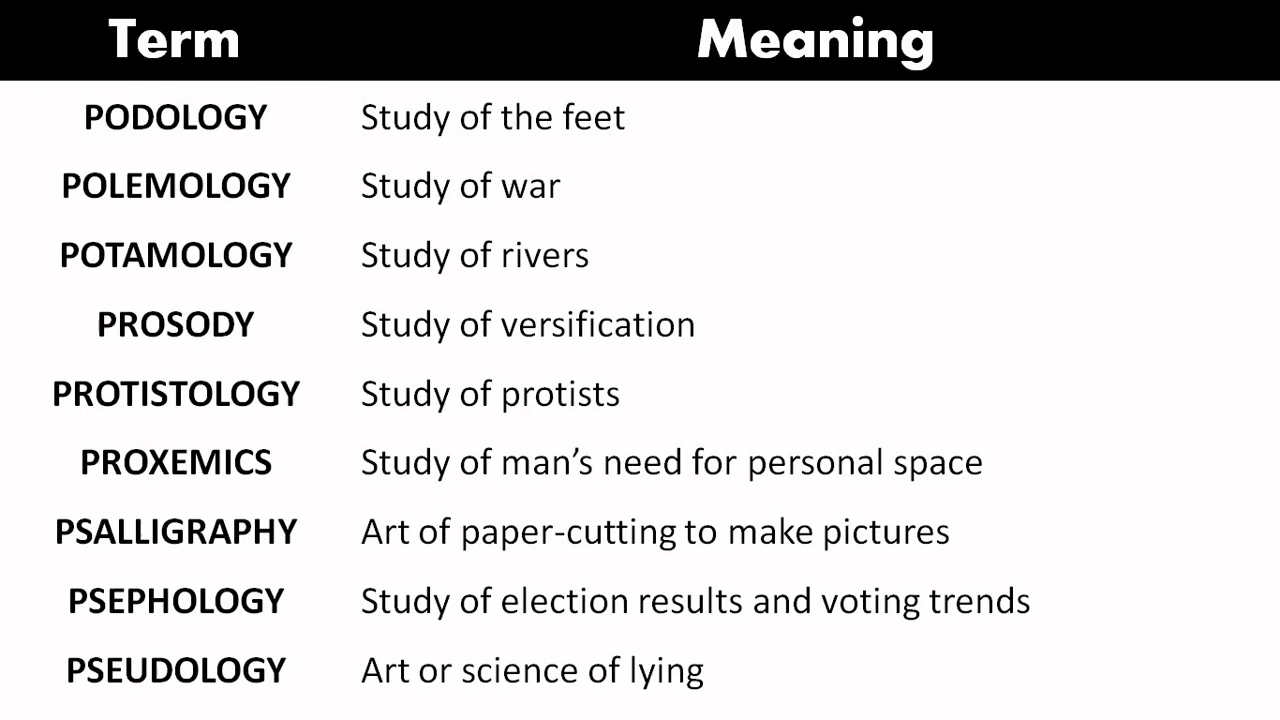 Term Meaning
PODOLOGY Study of the feet
POLEMOLOGY Study of war
POTAMOLOGY Study of rivers
PROSODY Study of versification
PROTISTOLOGY Study of protists
PROXEMICS Study of man’s need for personal space
PSALLIGRAPHY Art of paper-cutting to make pictures
PSEPHOLOGY Study of election results and voting trends
PSEUDOLOGY Art or science of lying